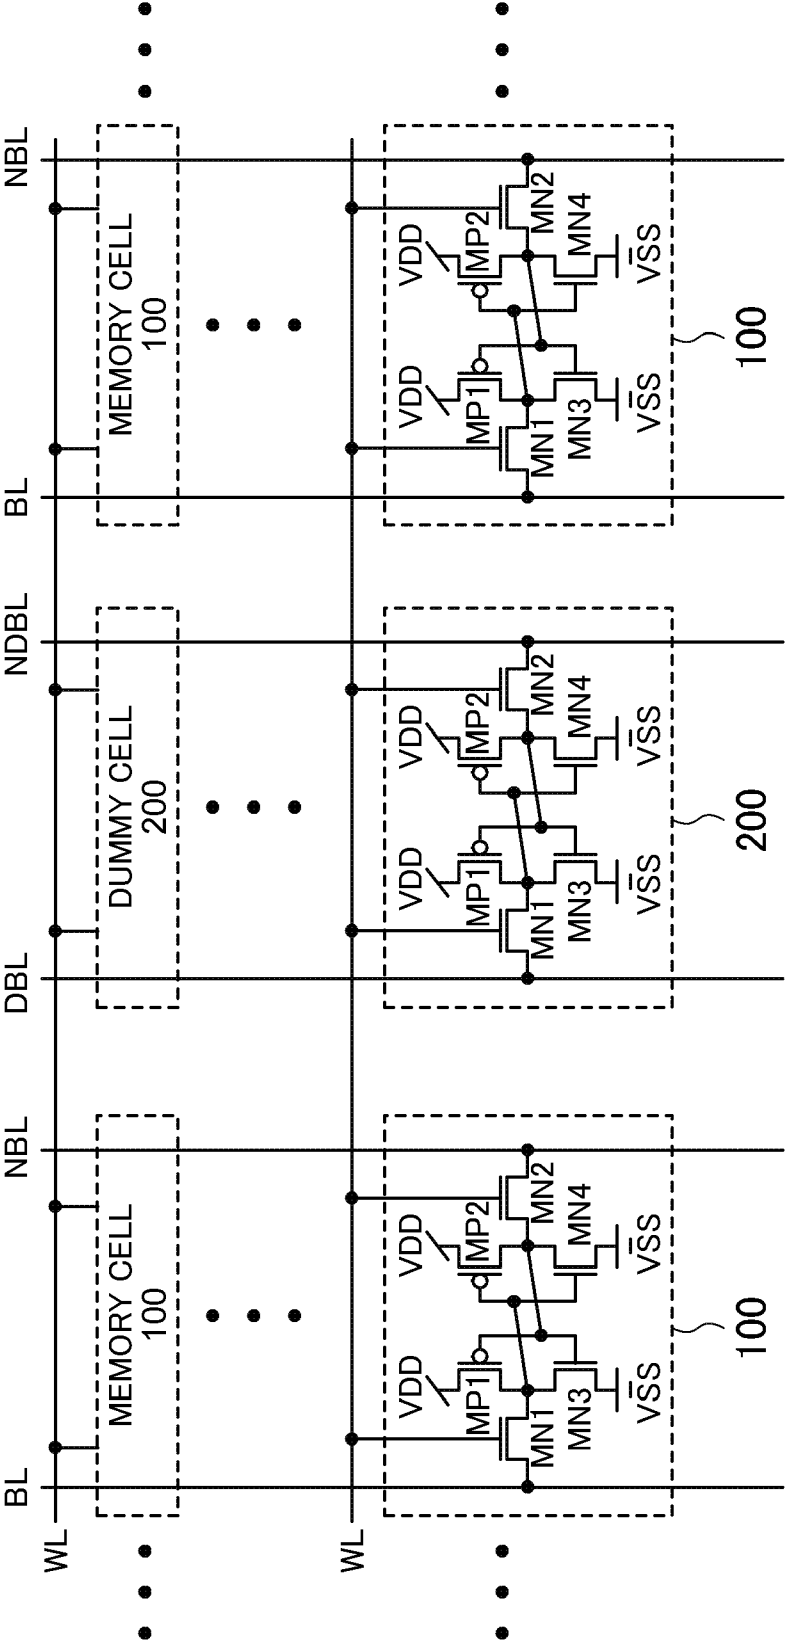 BL
NBL
DBL
NDBL
BL
NBL
WL
MEMORY CELL
100
DUMMY CELL
200
MEMORY CELL
100
WL
VDD
VDD
MP1
MP2
MN1
MN2
MN3
MN4
VSS
VSS
100
VDD
VDD
MP1
MP2
MN1
MN2
MN3
MN4
VSS
VSS
200
VDD
VDD
MP1
MP2
MN1
MN2
MN3
MN4
VSS
VSS
100